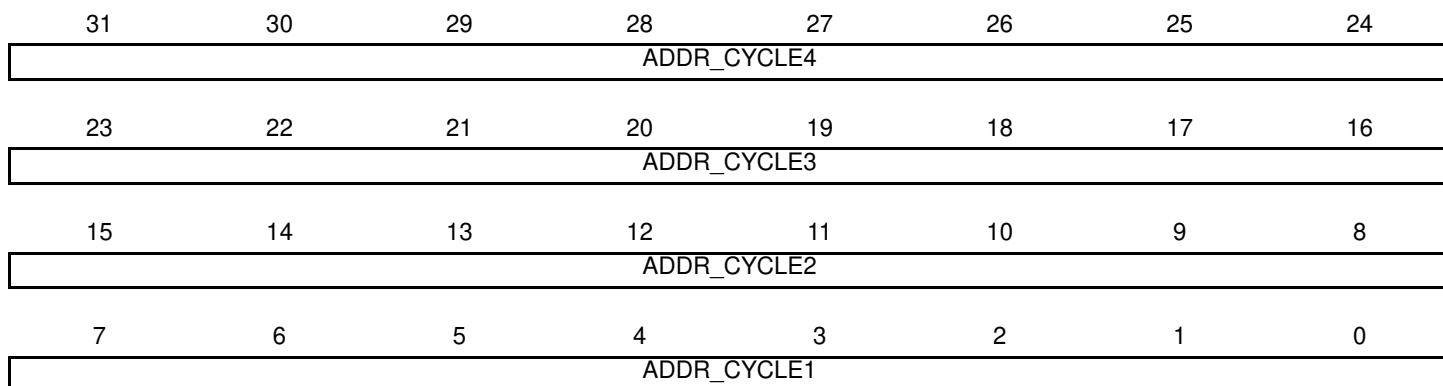 31 30 29 28 27 26 25 24
ADDR_CYCLE4
23 22 21 20 19 18 17 16
ADDR_CYCLE3
15 14 13 12 11 10 9 8
ADDR_CYCLE2
7 6 5 4 3 2 1 0
ADDR_CYCLE1